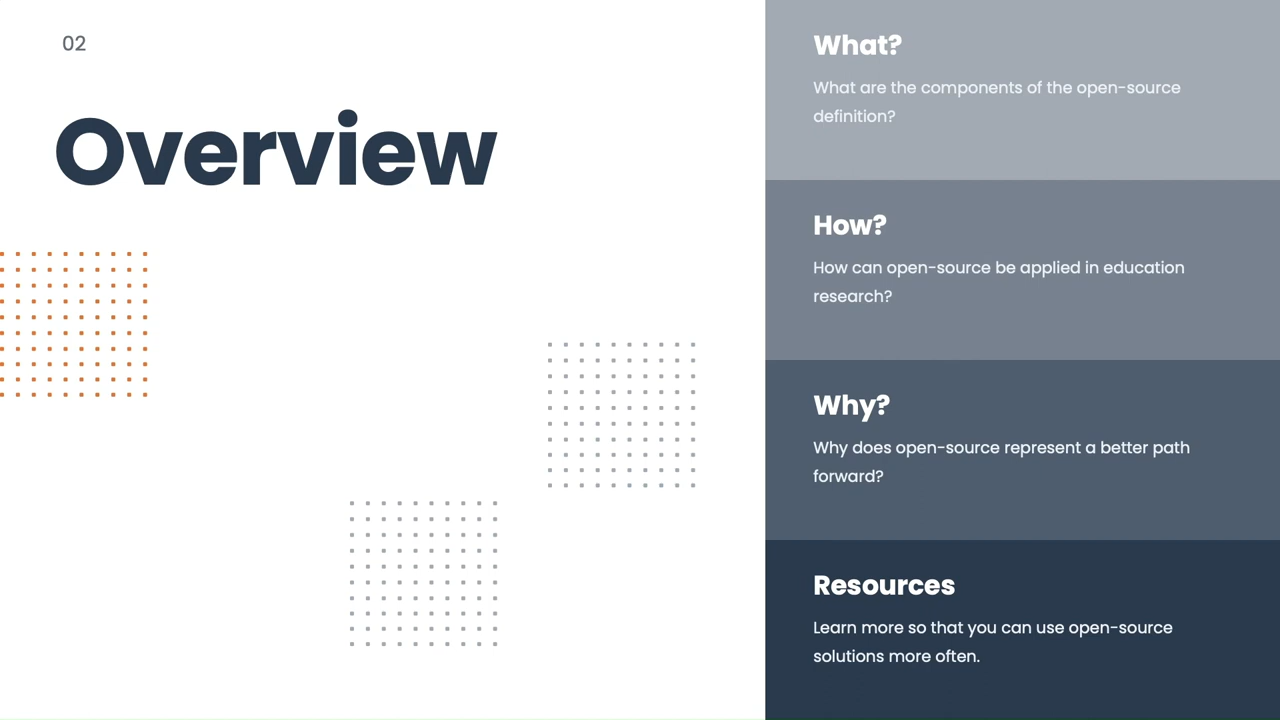 02
Overview
What?
What are the components of the open-source
definition?
How?
How can open-source be applied in education
research?
Why?
Why does open-source represent a better path
forward?
Resources
Learn more so that you can use open-source
solutions more often.